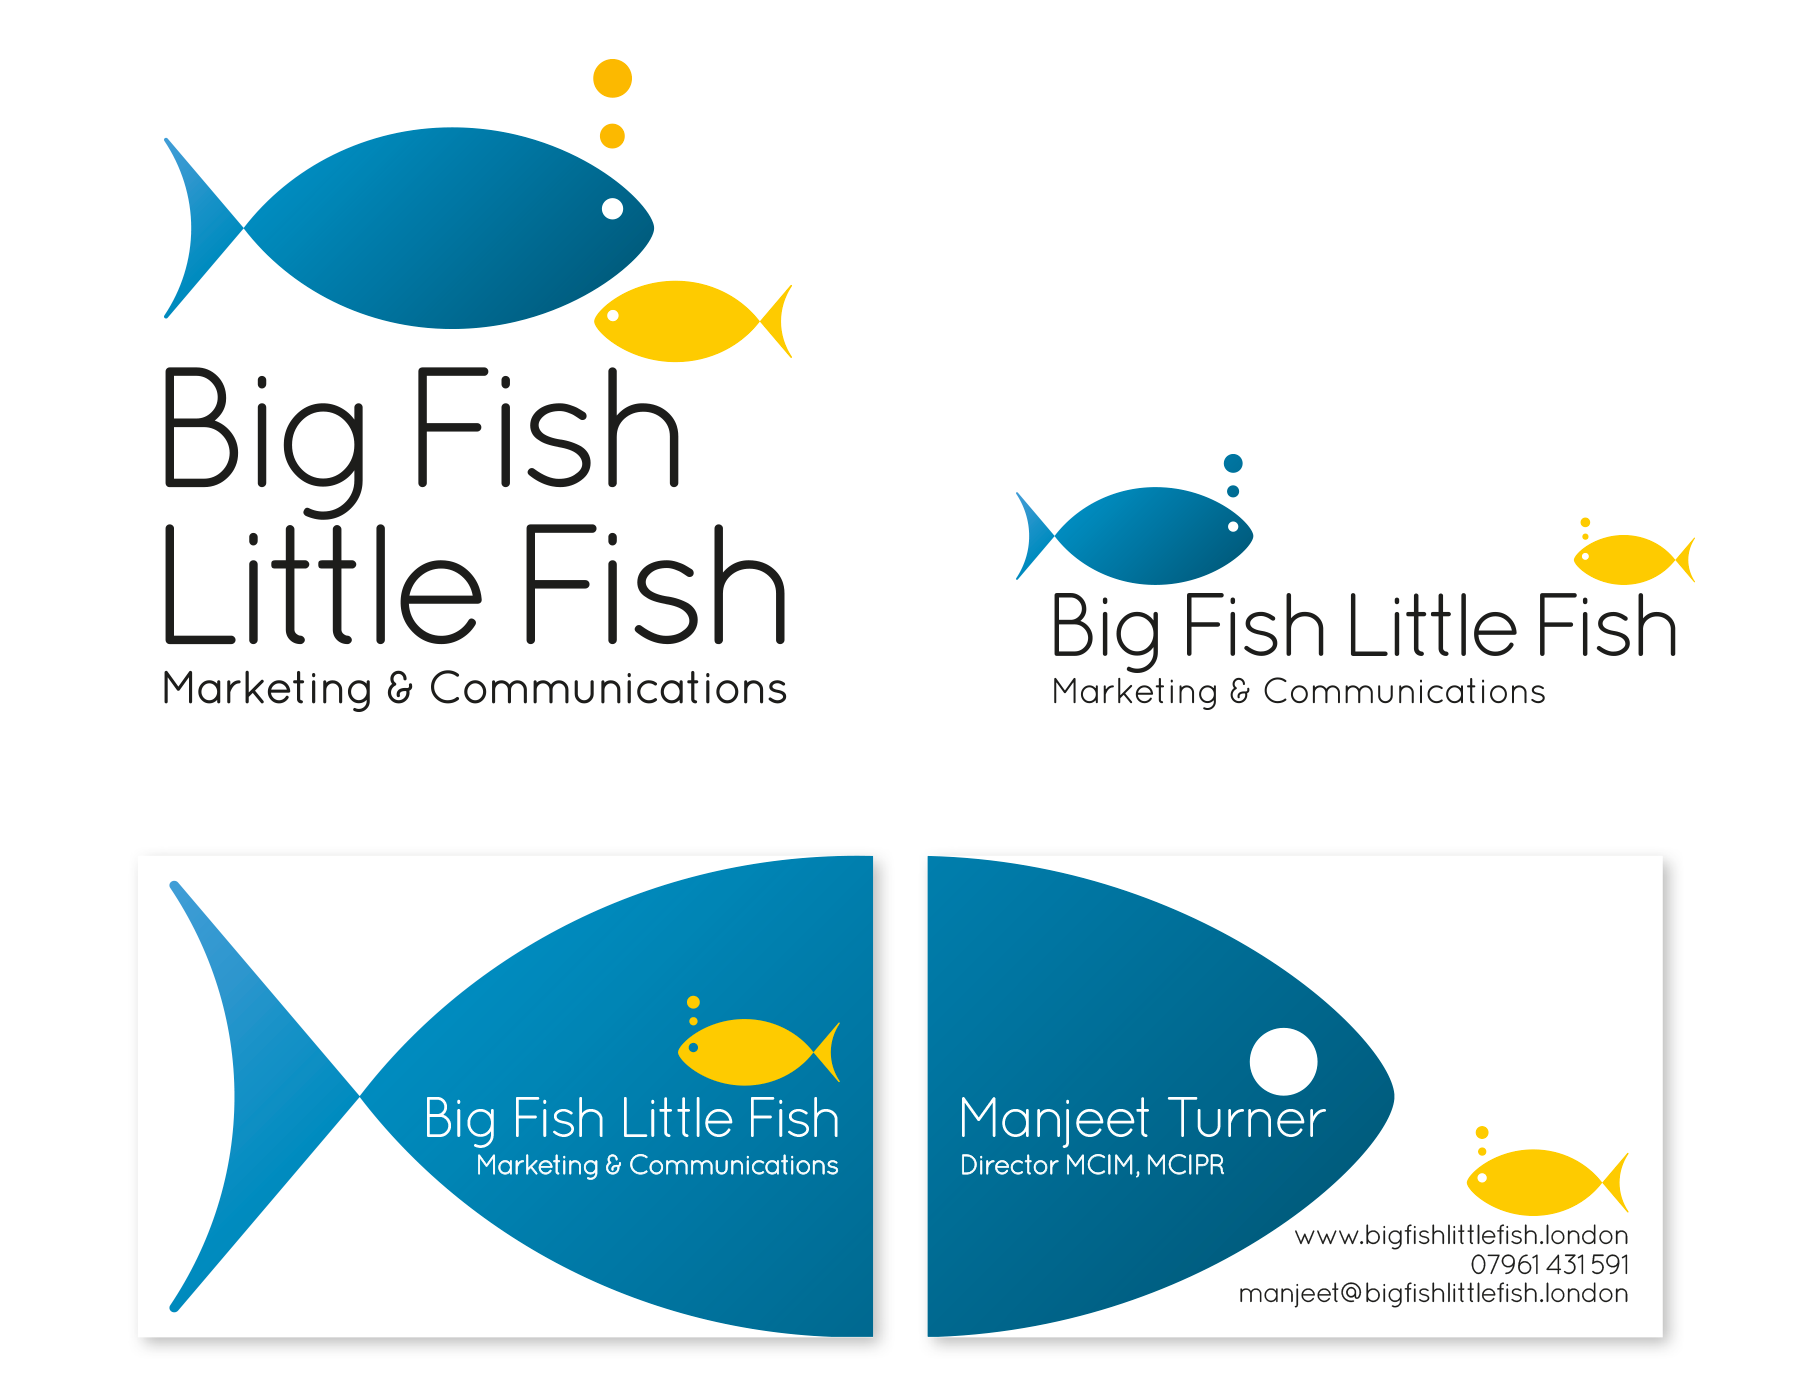 Big Fish
Little Fish
Marketing & Communications
Big Fish Little Fish
Marketing & Communications
Big Fish Little Fish
Marketing & Communications
Manjeet Turner
Director MCIM, MCIPR
www.bigfishlittlefish.london
07961 431 591
manjeet@bigfishlittlefish.london